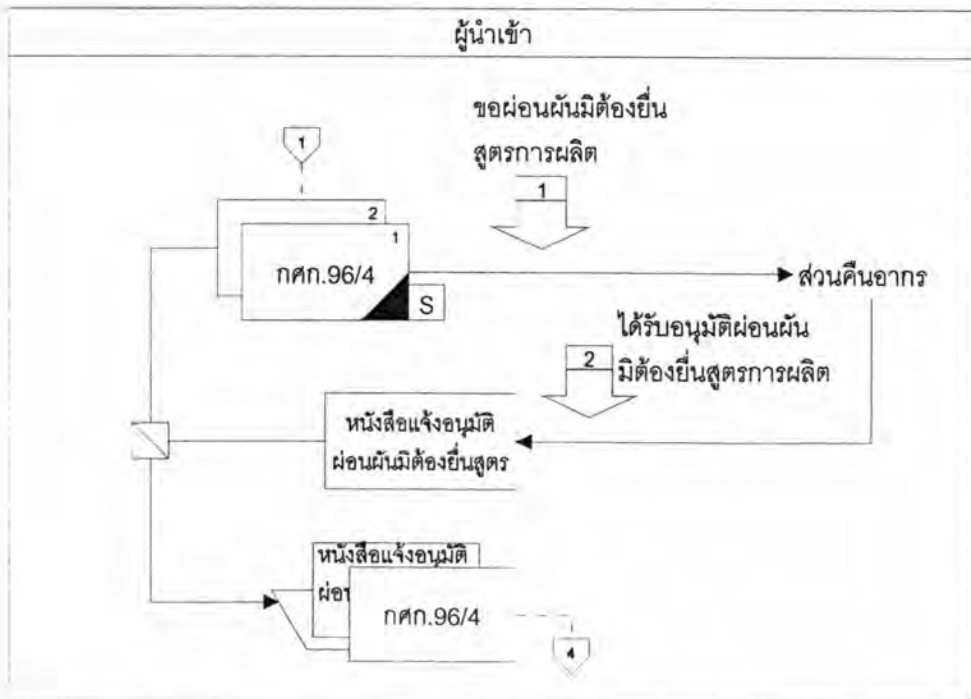 ผู้นำเข้า
ขอผ่อนผันมิต้องยื่น
สูตรการผลิต
1
1
2
1
กศก.96/4
S
ส่วนคืนอากร
ได้รับอนุมัติผ่อนผัน
2
มิต้องยื่นสูตรการผลิต
หนังสือแจ้งอนุมัติ
ผ่อนผันมิต้องยื่นสูตร
หนังสือแจ้งอนุมัติ
ผ่อ
กศก.96/4
4